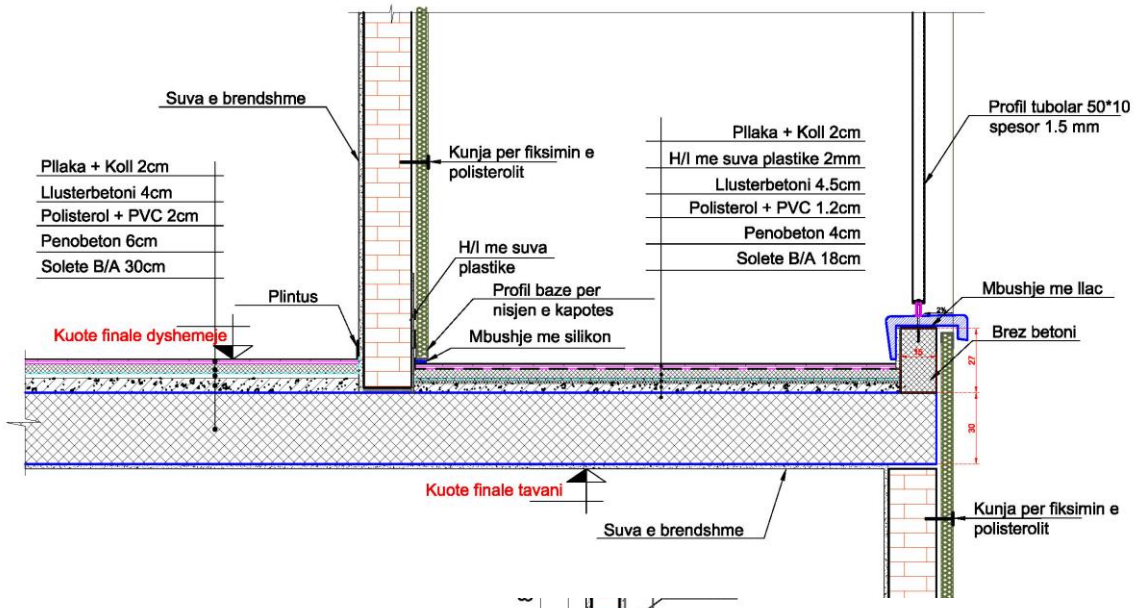 Suva e brendshme
Pllaka + Koll 2cm
Llusterbetoni 4cm
Polisterol + PVC 2cm
Penobeton 6cm
Solete B/A 30cm
Plintus
Kuote finale dyshemeje
Kunja per fiksimin e
polisterolit
H/I me suva
plastike
Profil baze per
nisjen e kapotes
Mbushje me silikon
Pllaka + Koll 2cm
H/I me suva plastike 2mm
Llusterbetoni 4.5cm
Polisterol + PVC 1.2cm
Penobeton 4cm
Solete B/A 18cm
Profil tubolar 50*10
spesor 1.5 mm
2%
Mbushje me llac
Brez betoni
27
30
Kuote finale tavani
Suva e brendshme
Kunja per fiksimin e
polisterolit